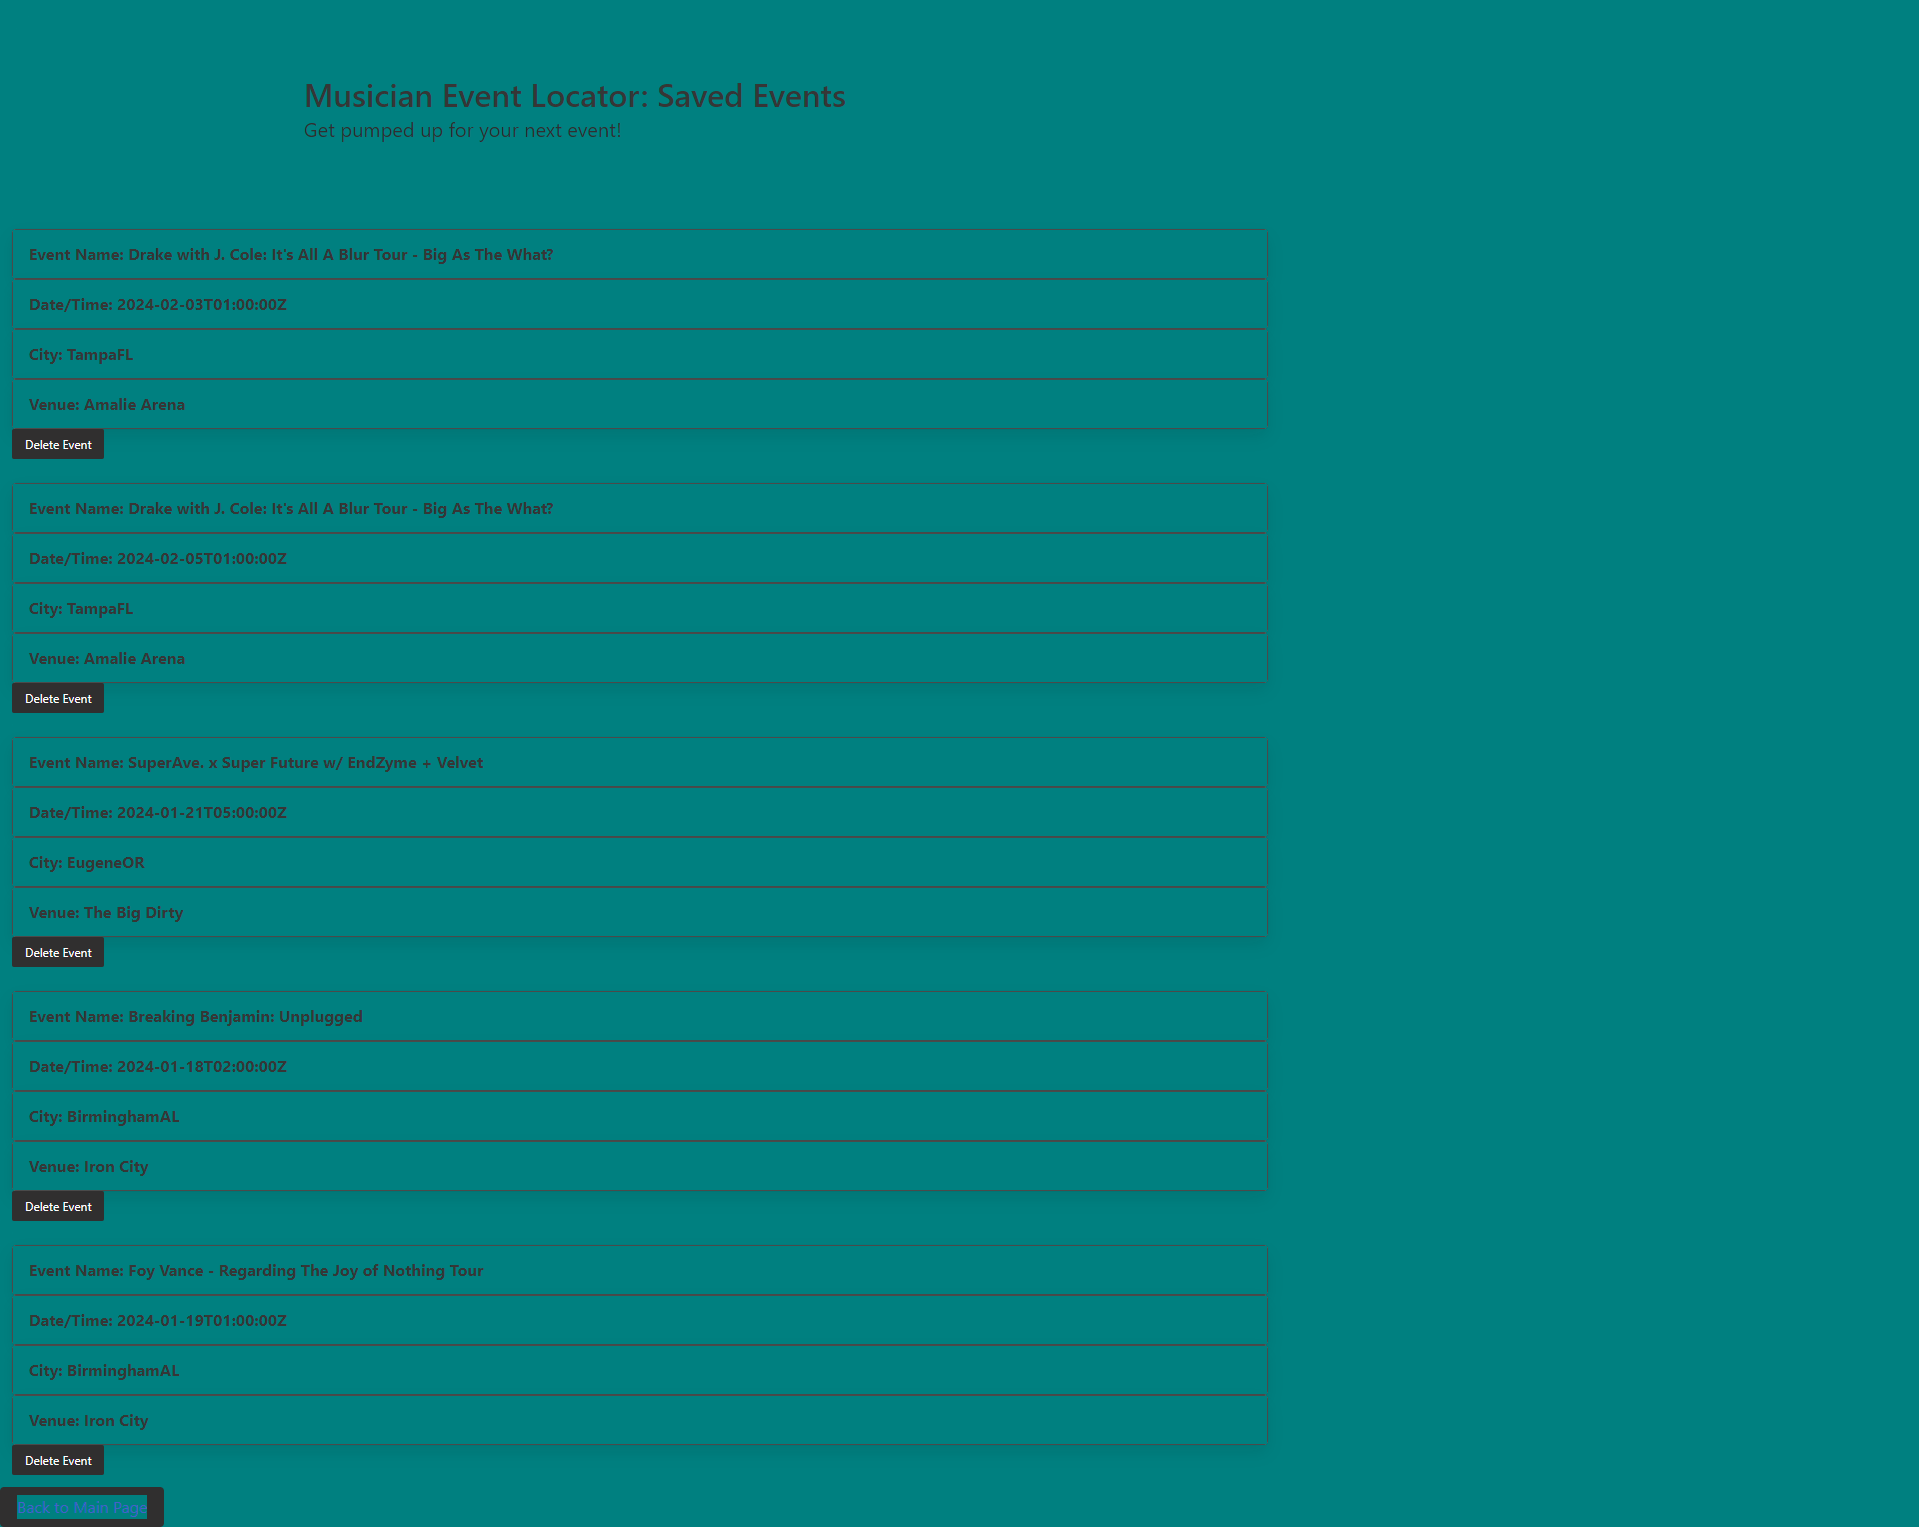 Musician Event Locator: Saved Events
Get pumped up for your next event!
Event Name: Drake with J. Cole: It's All A Blur Tour - Big As The What?
Date/Time: 2024-02-03T01:00:00Z
City: TampaFL
Venue: Amalie Arena
Delete Event
Event Name: Drake with J. Cole: It's All A Blur Tour - Big As The What?
Date/Time: 2024-02-05T01:00:00Z
City: TampaFL
Venue: Amalie Arena
Delete Event
Event Name: SuperAve. x Super Future w/ EndZyme + Velvet
Date/Time: 2024-01-21T05:00:00Z
City: EugeneOR
Venue: The Big Dirty
Delete Event
Event Name: Breaking Benjamin: Unplugged
Date/Time: 2024-01-18T02:00:00Z
City: BirminghamAL
Venue: Iron City
Delete Event
Event Name: Foy Vance - Regarding The Joy of Nothing Tour
Date/Time: 2024-01-19T01:00:00Z
City: BirminghamAL
Venue: Iron City
Delete Event
Back to Main Page